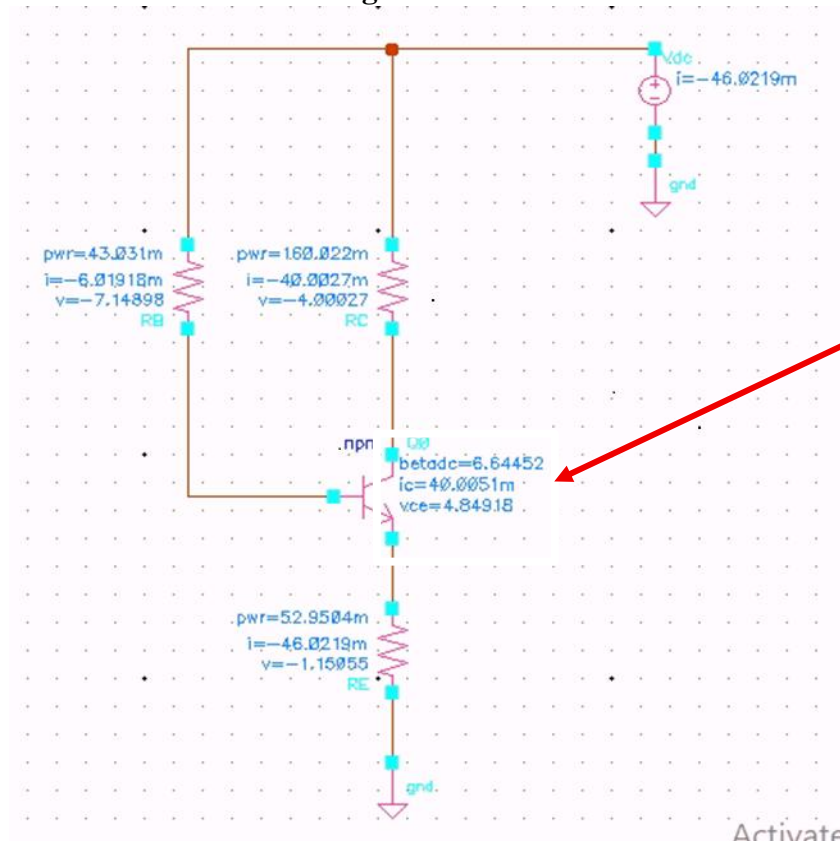 Vdc
i=-46.0219m
gnd
pwr=43.031m
i=-6.01918m
v=-7.14898
RB
pwr=160.022m
i=-40.0027m
v=-4.00027
RC
npn
Q0
betadc=6.64452
ic=40.0051m
vce=4.84918
pwr=52.9504m
i=-46.0219m
v=-1.15055
RE
gnd
Activate